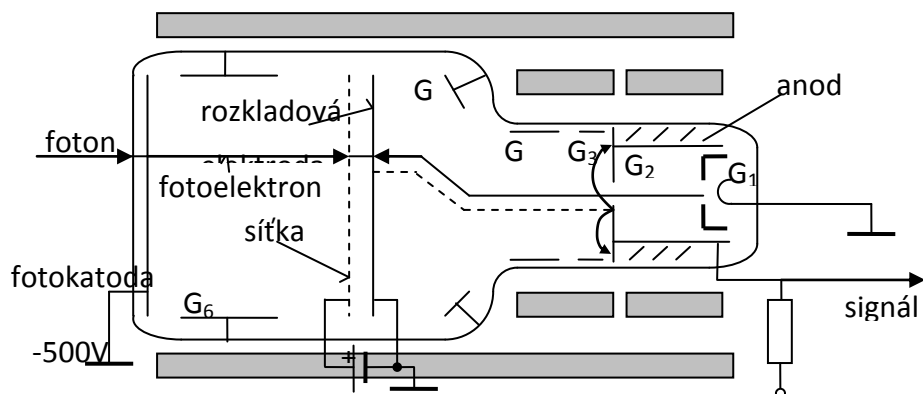 rozkladová
G
anod
foton
fotoelektron
G
G₃
G₂
G₁
síťka
fotokatoda
G₆
-500V
+
signál